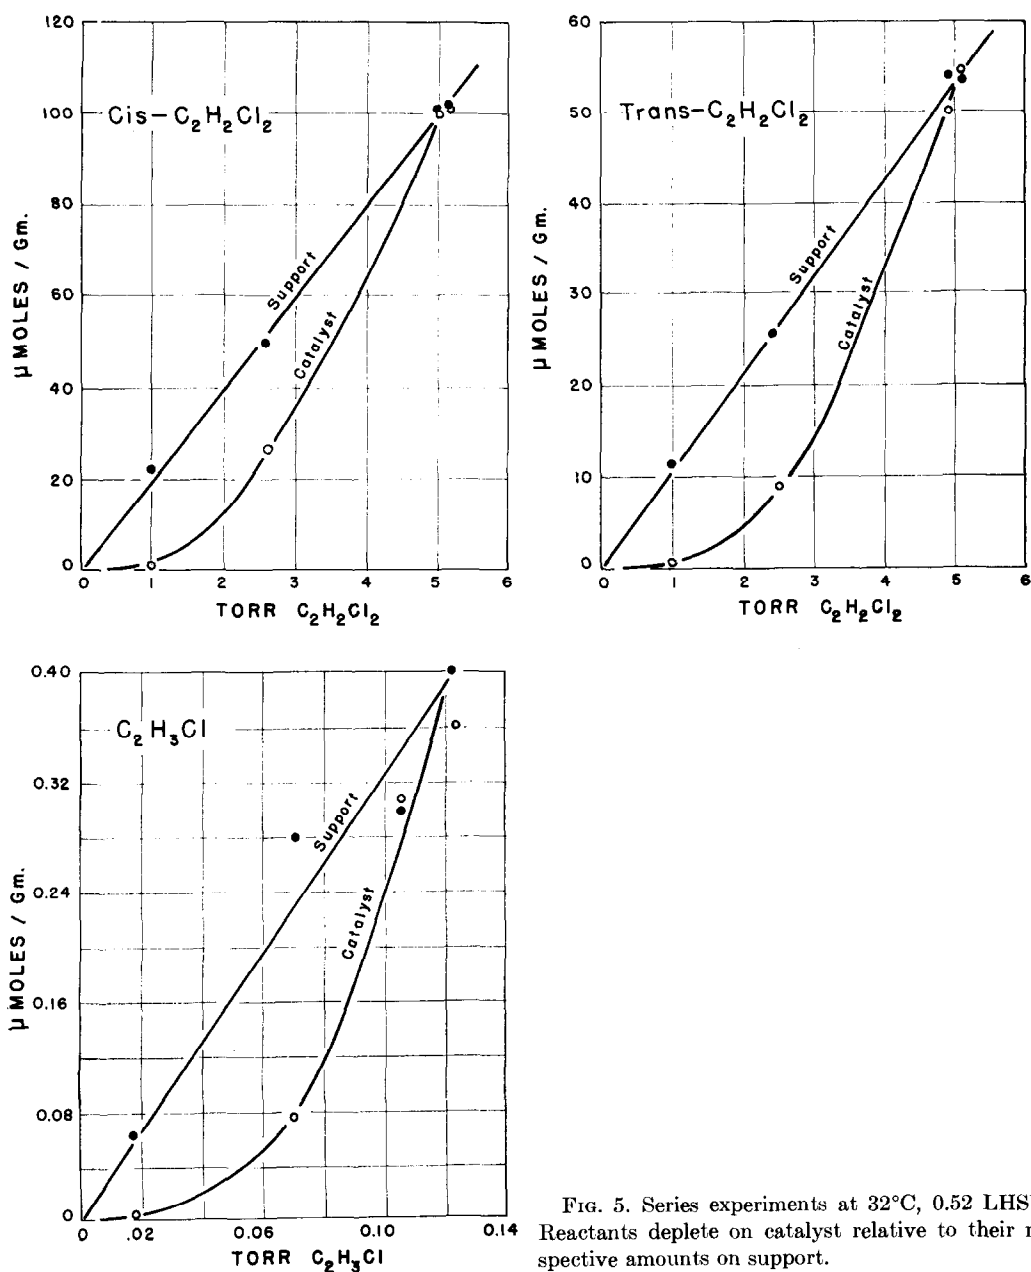 120
100
80
60
40
20
0
μ MOLES / Gm.
Cis-C₂H₂Cl₂
Support
Catalyst
0 1 2 3 4 5 6
TORR C₂H₂Cl₂
60
50
40
30
20
10
0
μ MOLES / Gm.
Trans-C₂H₂Cl₂
Support
Catalyst
0 1 2 3 4 5 6
TORR C₂H₂Cl₂
0.40
0.32
0.24
0.16
0.08
0
μ MOLES / Gm.
C₂H₃Cl
Support
Catalyst
0 .02 0.06 0.10 0.14
TORR C₂H₃Cl
FIG. 5. Series experiments at 32°C, 0.52 LHS
Reactants deplete on catalyst relative to their
spective amounts on support.